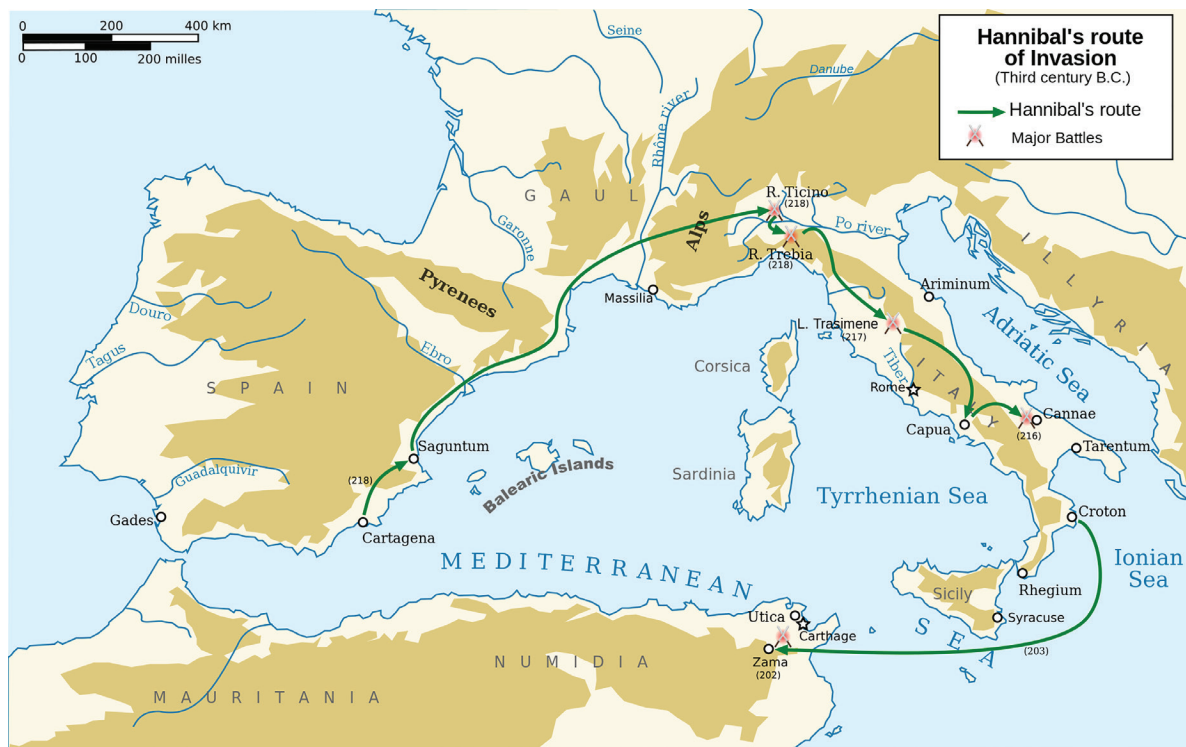 0 200 400 km
0 100 200 milles
Hannibal's route
of Invasion
(Third century B.C.)
Hannibal's route
Major Battles
Seine
Danube
Rhône river
GAUL
Garonne
Alps
R. Ticino
(218)
Po river
R. Trebia
(218)
ILLYRIA
Pyrenees
Massilia
Ariminum
Douro
L. Trasimene
(217)
Adriatic Sea
Tagus
Ebro
Corsica
Tiber
ITALY
Rome
SPAIN
Capua
Cannae
(216)
Saguntum
Tarentum
Guadalquivir
(218)
Balearic Islands
Sardinia
Tyrrhenian Sea
Gades
Cartagena
Croton
MEDITERRANEAN
Ionian
Sea
Sicily
Rhegium
Utica
Carthage
Syracuse
SEA
(203)
Zama
(202)
NUMIDIA
MAURITANIA